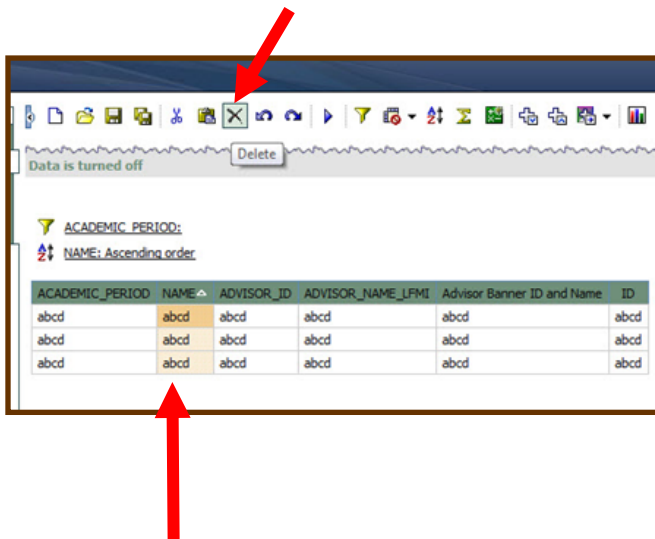 Delete
Data is turned off
ACADEMIC_PERIOD:
NAME: Ascending order
ACADEMIC_PERIOD NAME ADVISOR_ID ADVISOR_NAME_LFMI Advisor Banner ID and Name ID
abcd abcd abcd abcd abcd abcd
abcd abcd abcd abcd abcd abcd
abcd abcd abcd abcd abcd abcd